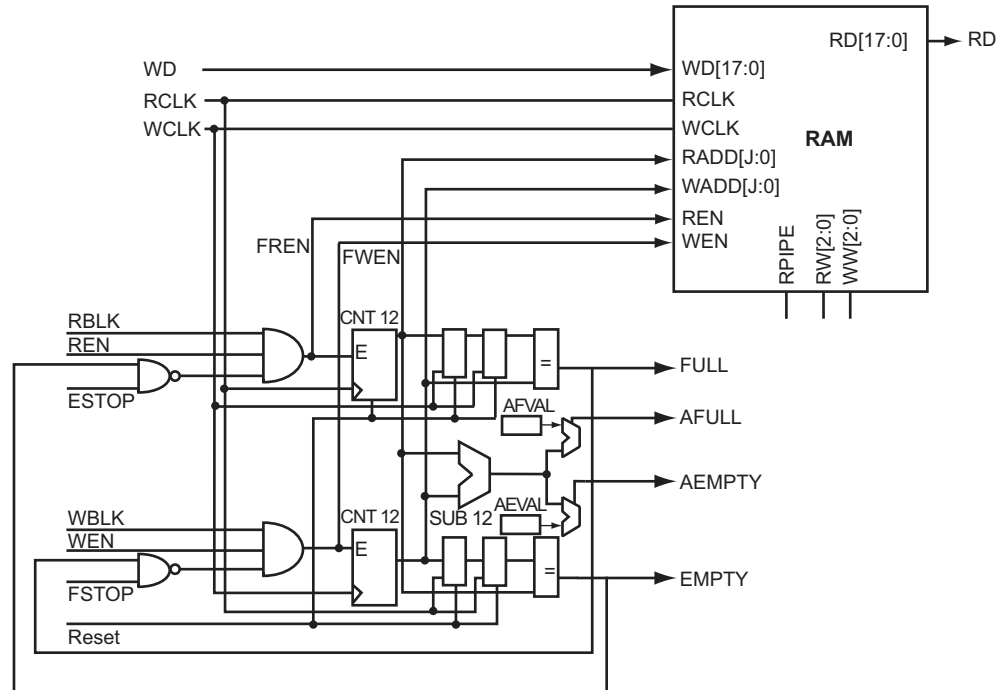 RD[17:0] RD
WD WD[17:0]
RCLK RCLK
WCLK WCLK
RAM
RADD[J:0]
WADD[J:0]
REN
FREN FWEN WEN
RPIPE
RW[2:0]
WW[2:0]
RBLK CNT 12
REN E
= FULL
ESTOP
AFVAL AFULL
AEMPTY
AEVAL
WBLK CNT 12 SUB 12
WEN E
= EMPTY
FSTOP
Reset